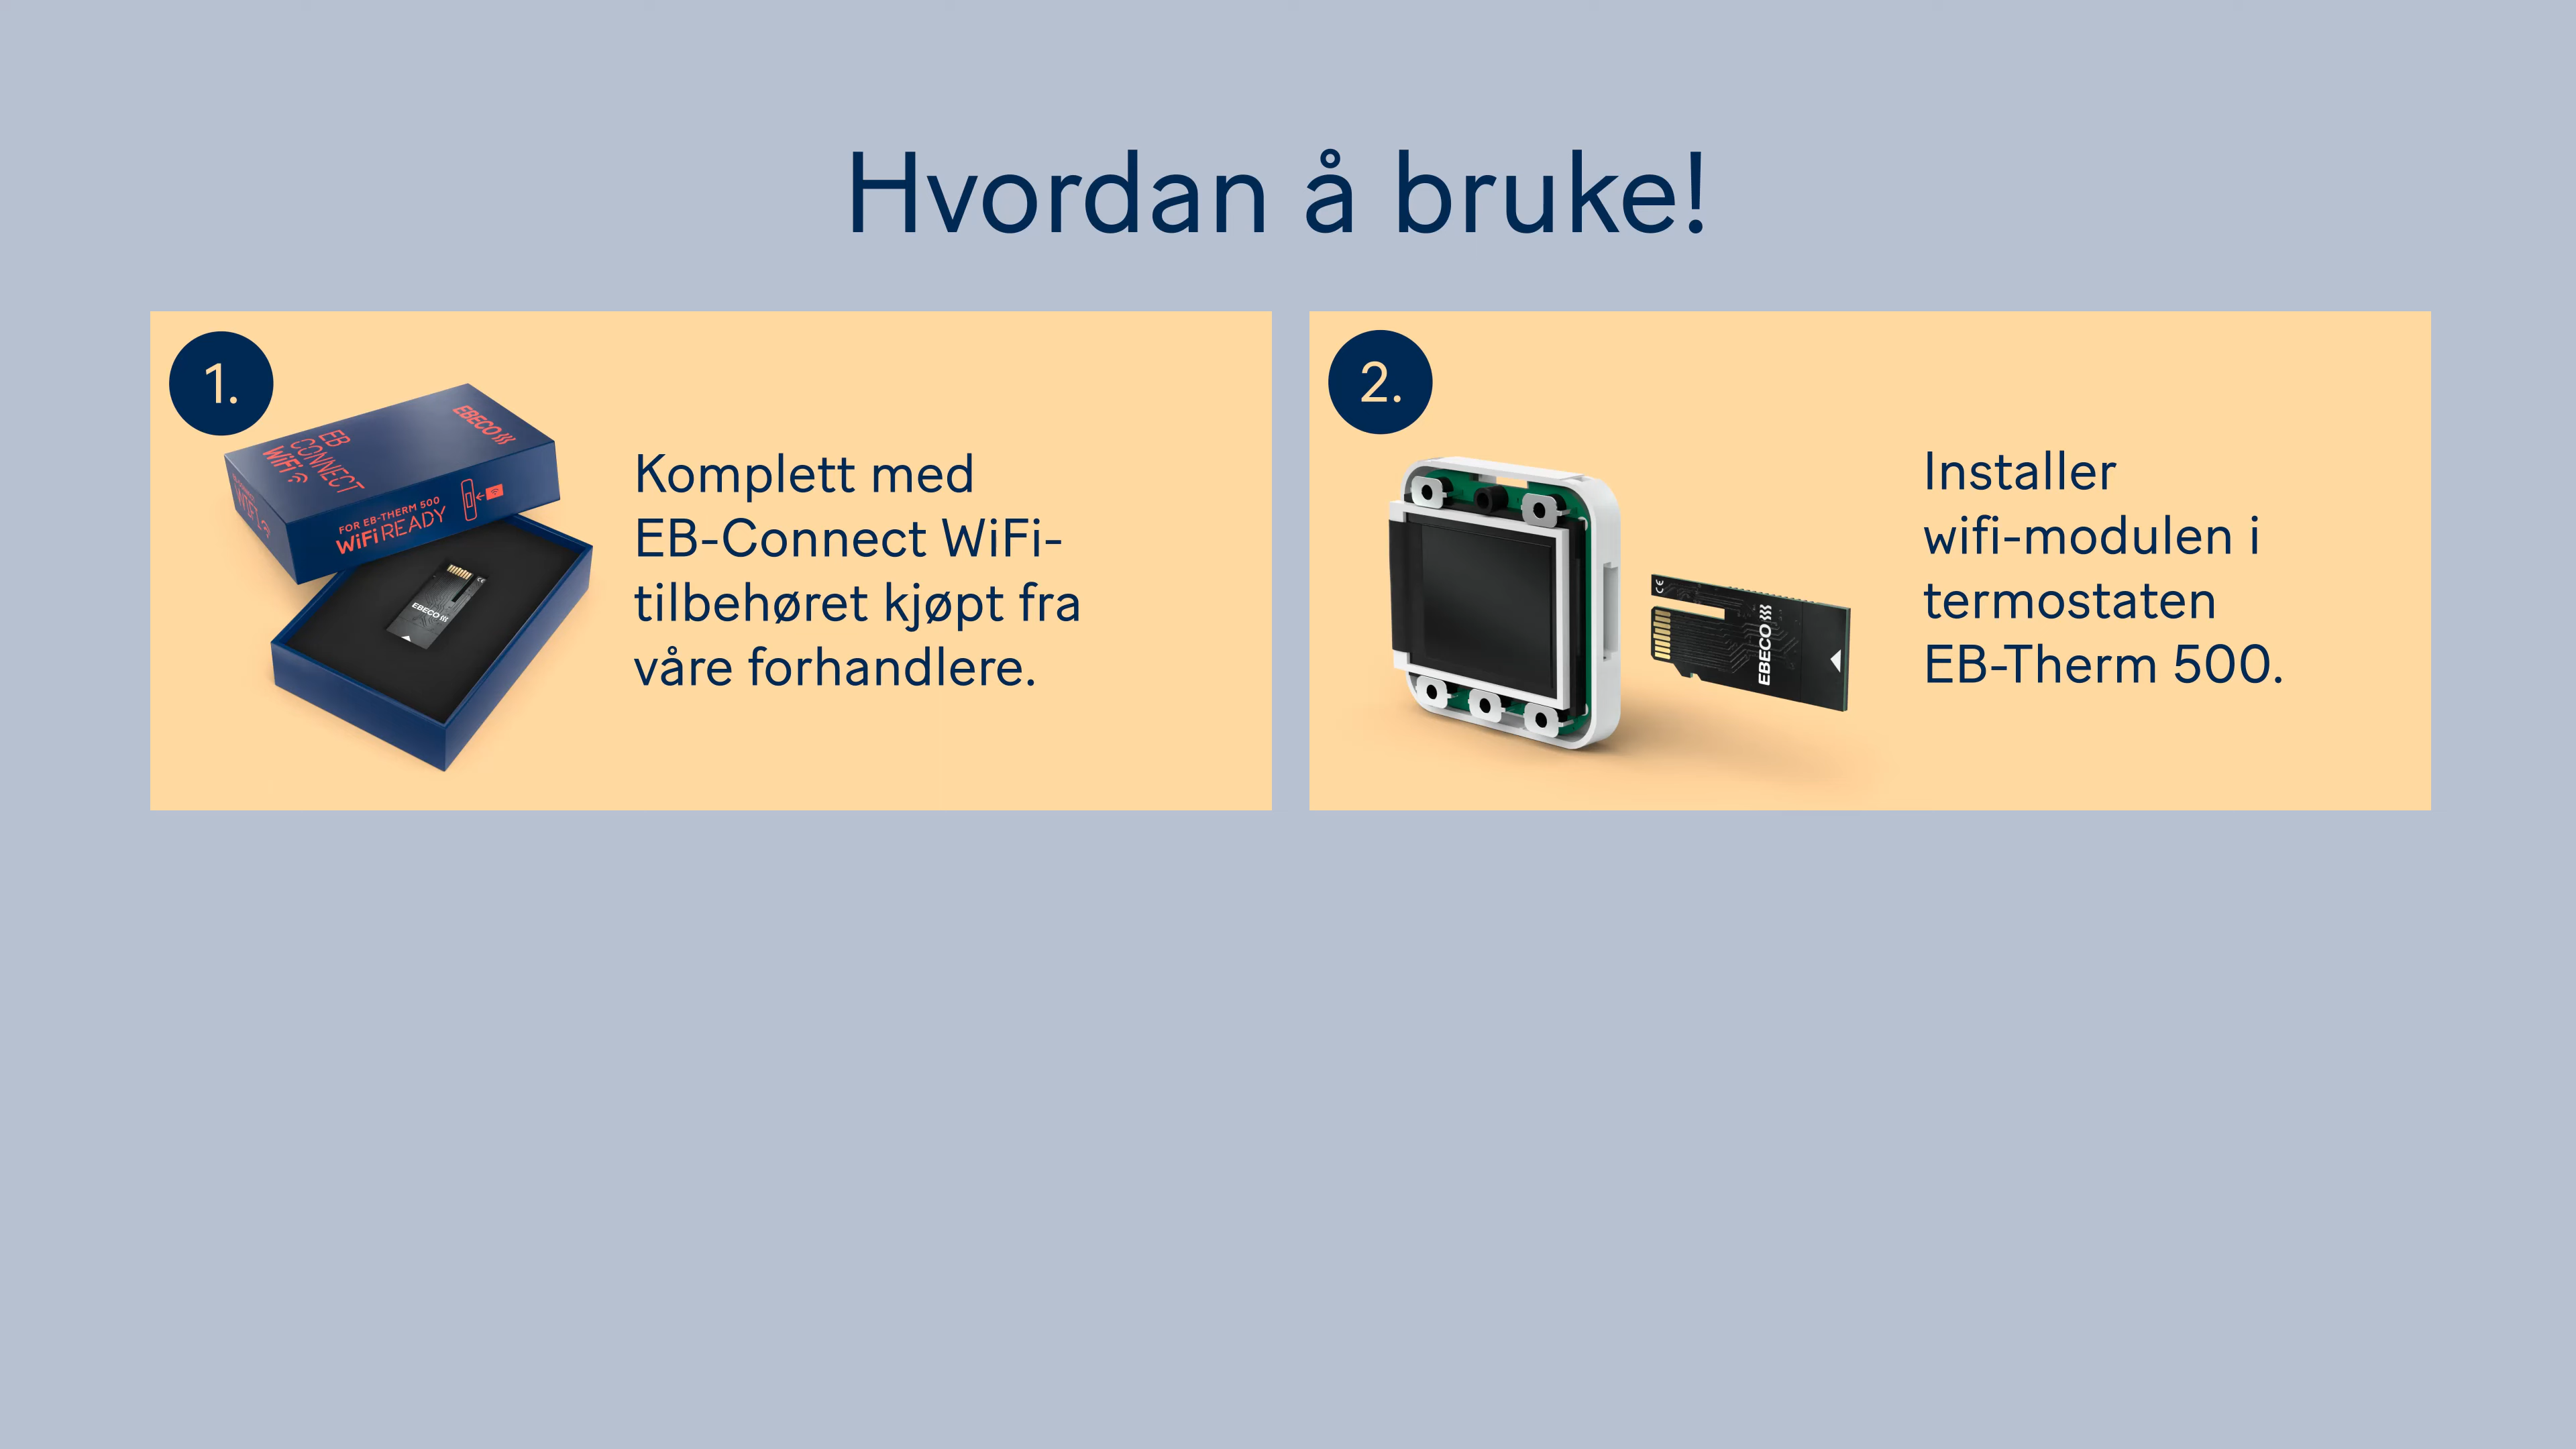 Hvordan å bruke!
1.
EBECO
EB
CONNECT
WiFi
FOR EB-THERM 500
WiFi READY
EBECO
Komplett med
EB-Connect WiFi-
tilbehøret kjøpt fra
våre forhandlere.
2.
EBECO
Installer
wifi-modulen i
termostaten
EB-Therm 500.